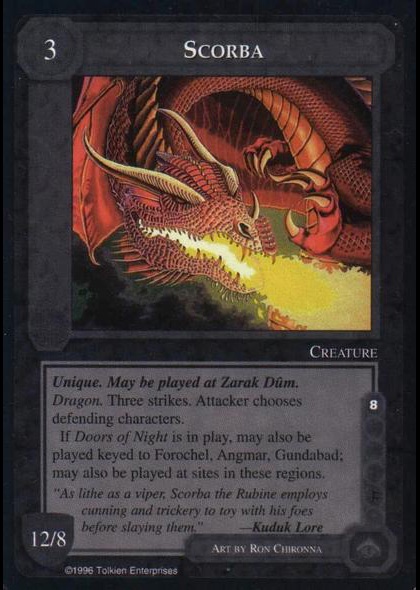 3
SCORBA
CREATURE
Unique. May be played at Zarak Dûm.
Dragon. Three strikes. Attacker chooses
defending characters.
If Doors of Night is in play, may also be
played keyed to Forochel, Angmar, Gundabad;
may also be played at sites in these regions.
"As lithe as a viper, Scorba the Rubine employs
cunning and trickery to toy with his foes
before slaying them." —Kuduk Lore
8
12/8
ART BY RON CHIRONNA
©1996 Tolkien Enterprises